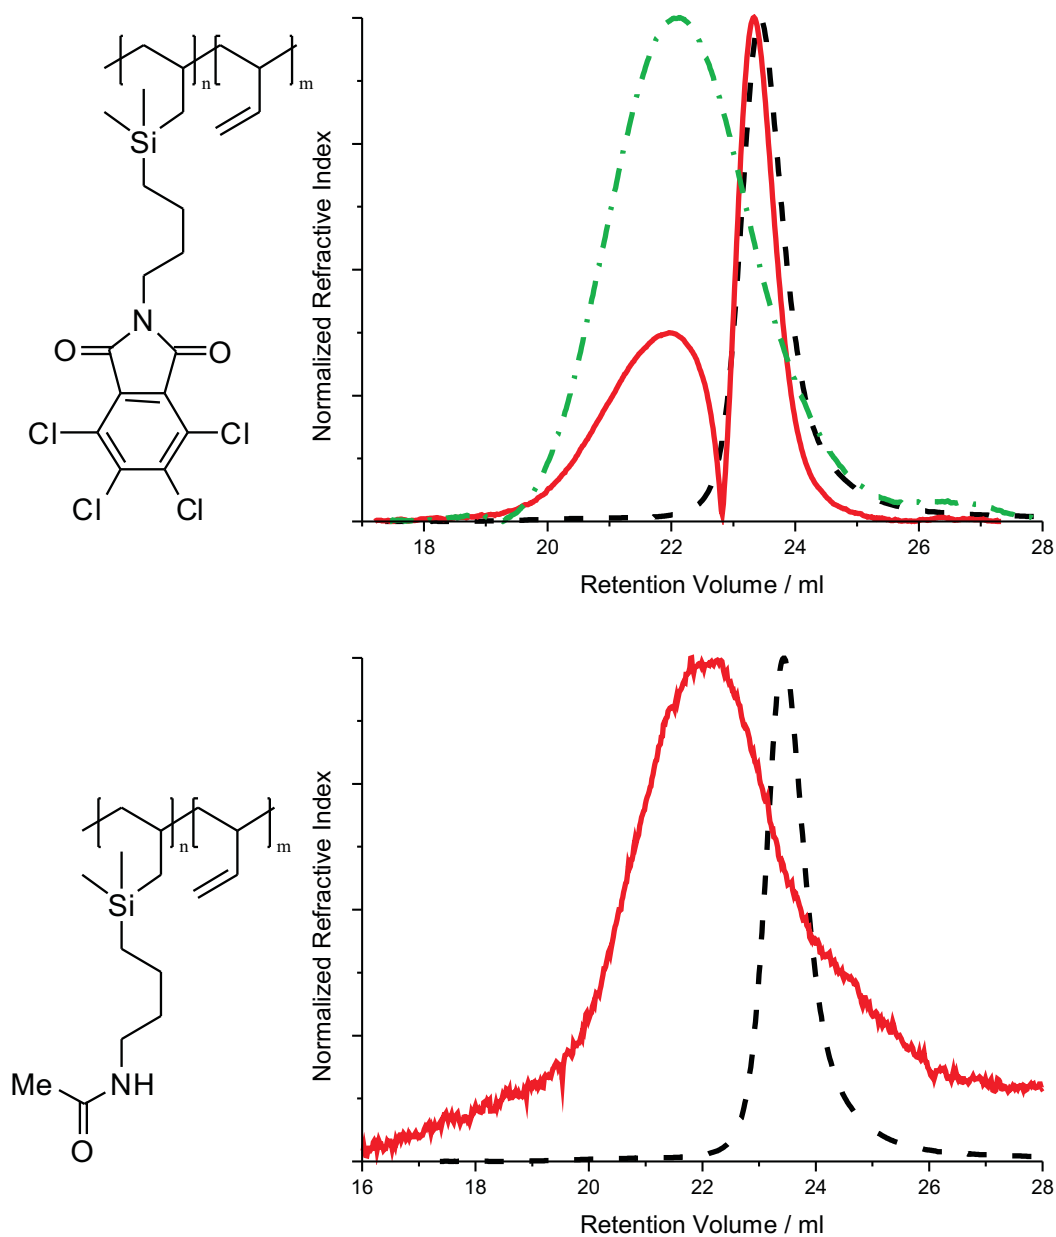 n
m
Si
N
O
O
Cl
Cl
Cl
Cl
Normalized Refractive Index
18
20
22
24
26
28
Retention Volume / ml
n
m
Si
Me
NH
O
Normalized Refractive Index
16
18
20
22
24
26
28
Retention Volume / ml